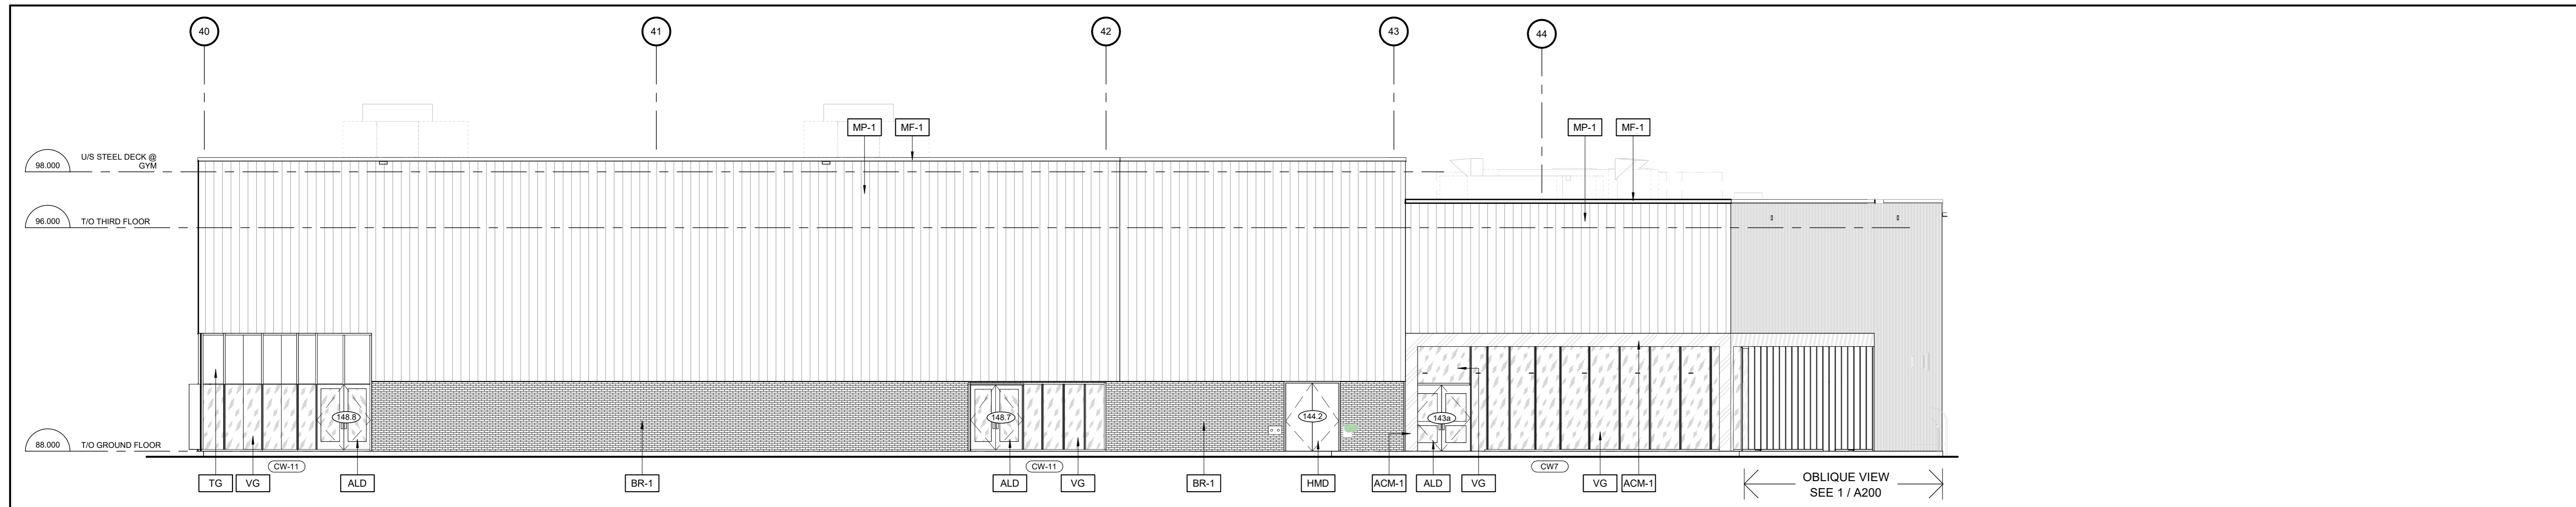 40
41
42
43
44
MP-1
MF-1
MP-1
MF-1
98.000
U/S STEEL DECK @
GYM
96.000
T/O THIRD FLOOR
148.8
148.7
144.2
143a
88.000
T/O GROUND FLOOR
CW-11
CW-11
CW7
TG
VG
ALD
BR-1
ALD
VG
BR-1
HMD
ACM-1
ALD
VG
VG
ACM-1
OBLIQUE VIEW
SEE 1 / A200